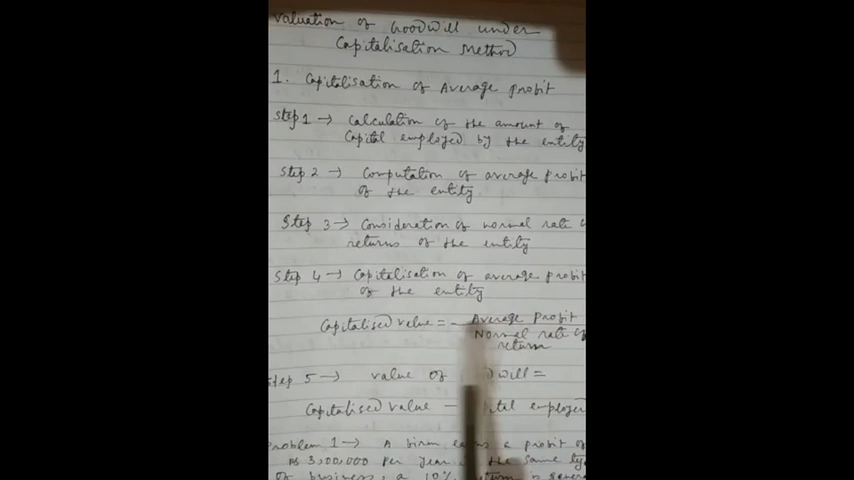 Valuation of Goodwill under
Capitalisation Method
1. Capitalisation of Average profit
Step 1 → Calculation of the amount of
Capital employed by the entity
Step 2 → Computation of average profit
of the entity
Step 3 → Consideration of normal rate
returns of the entity
Step 4 → Capitalisation of average profit
of the entity
Capitalised value = Average profit
Normal rate of
return
Step 5 → value of will =
Capitalised value - employed
Problem 1 → A firm earns a profit of
Rs 3,00,000 per year the same
of business, a 10% return is